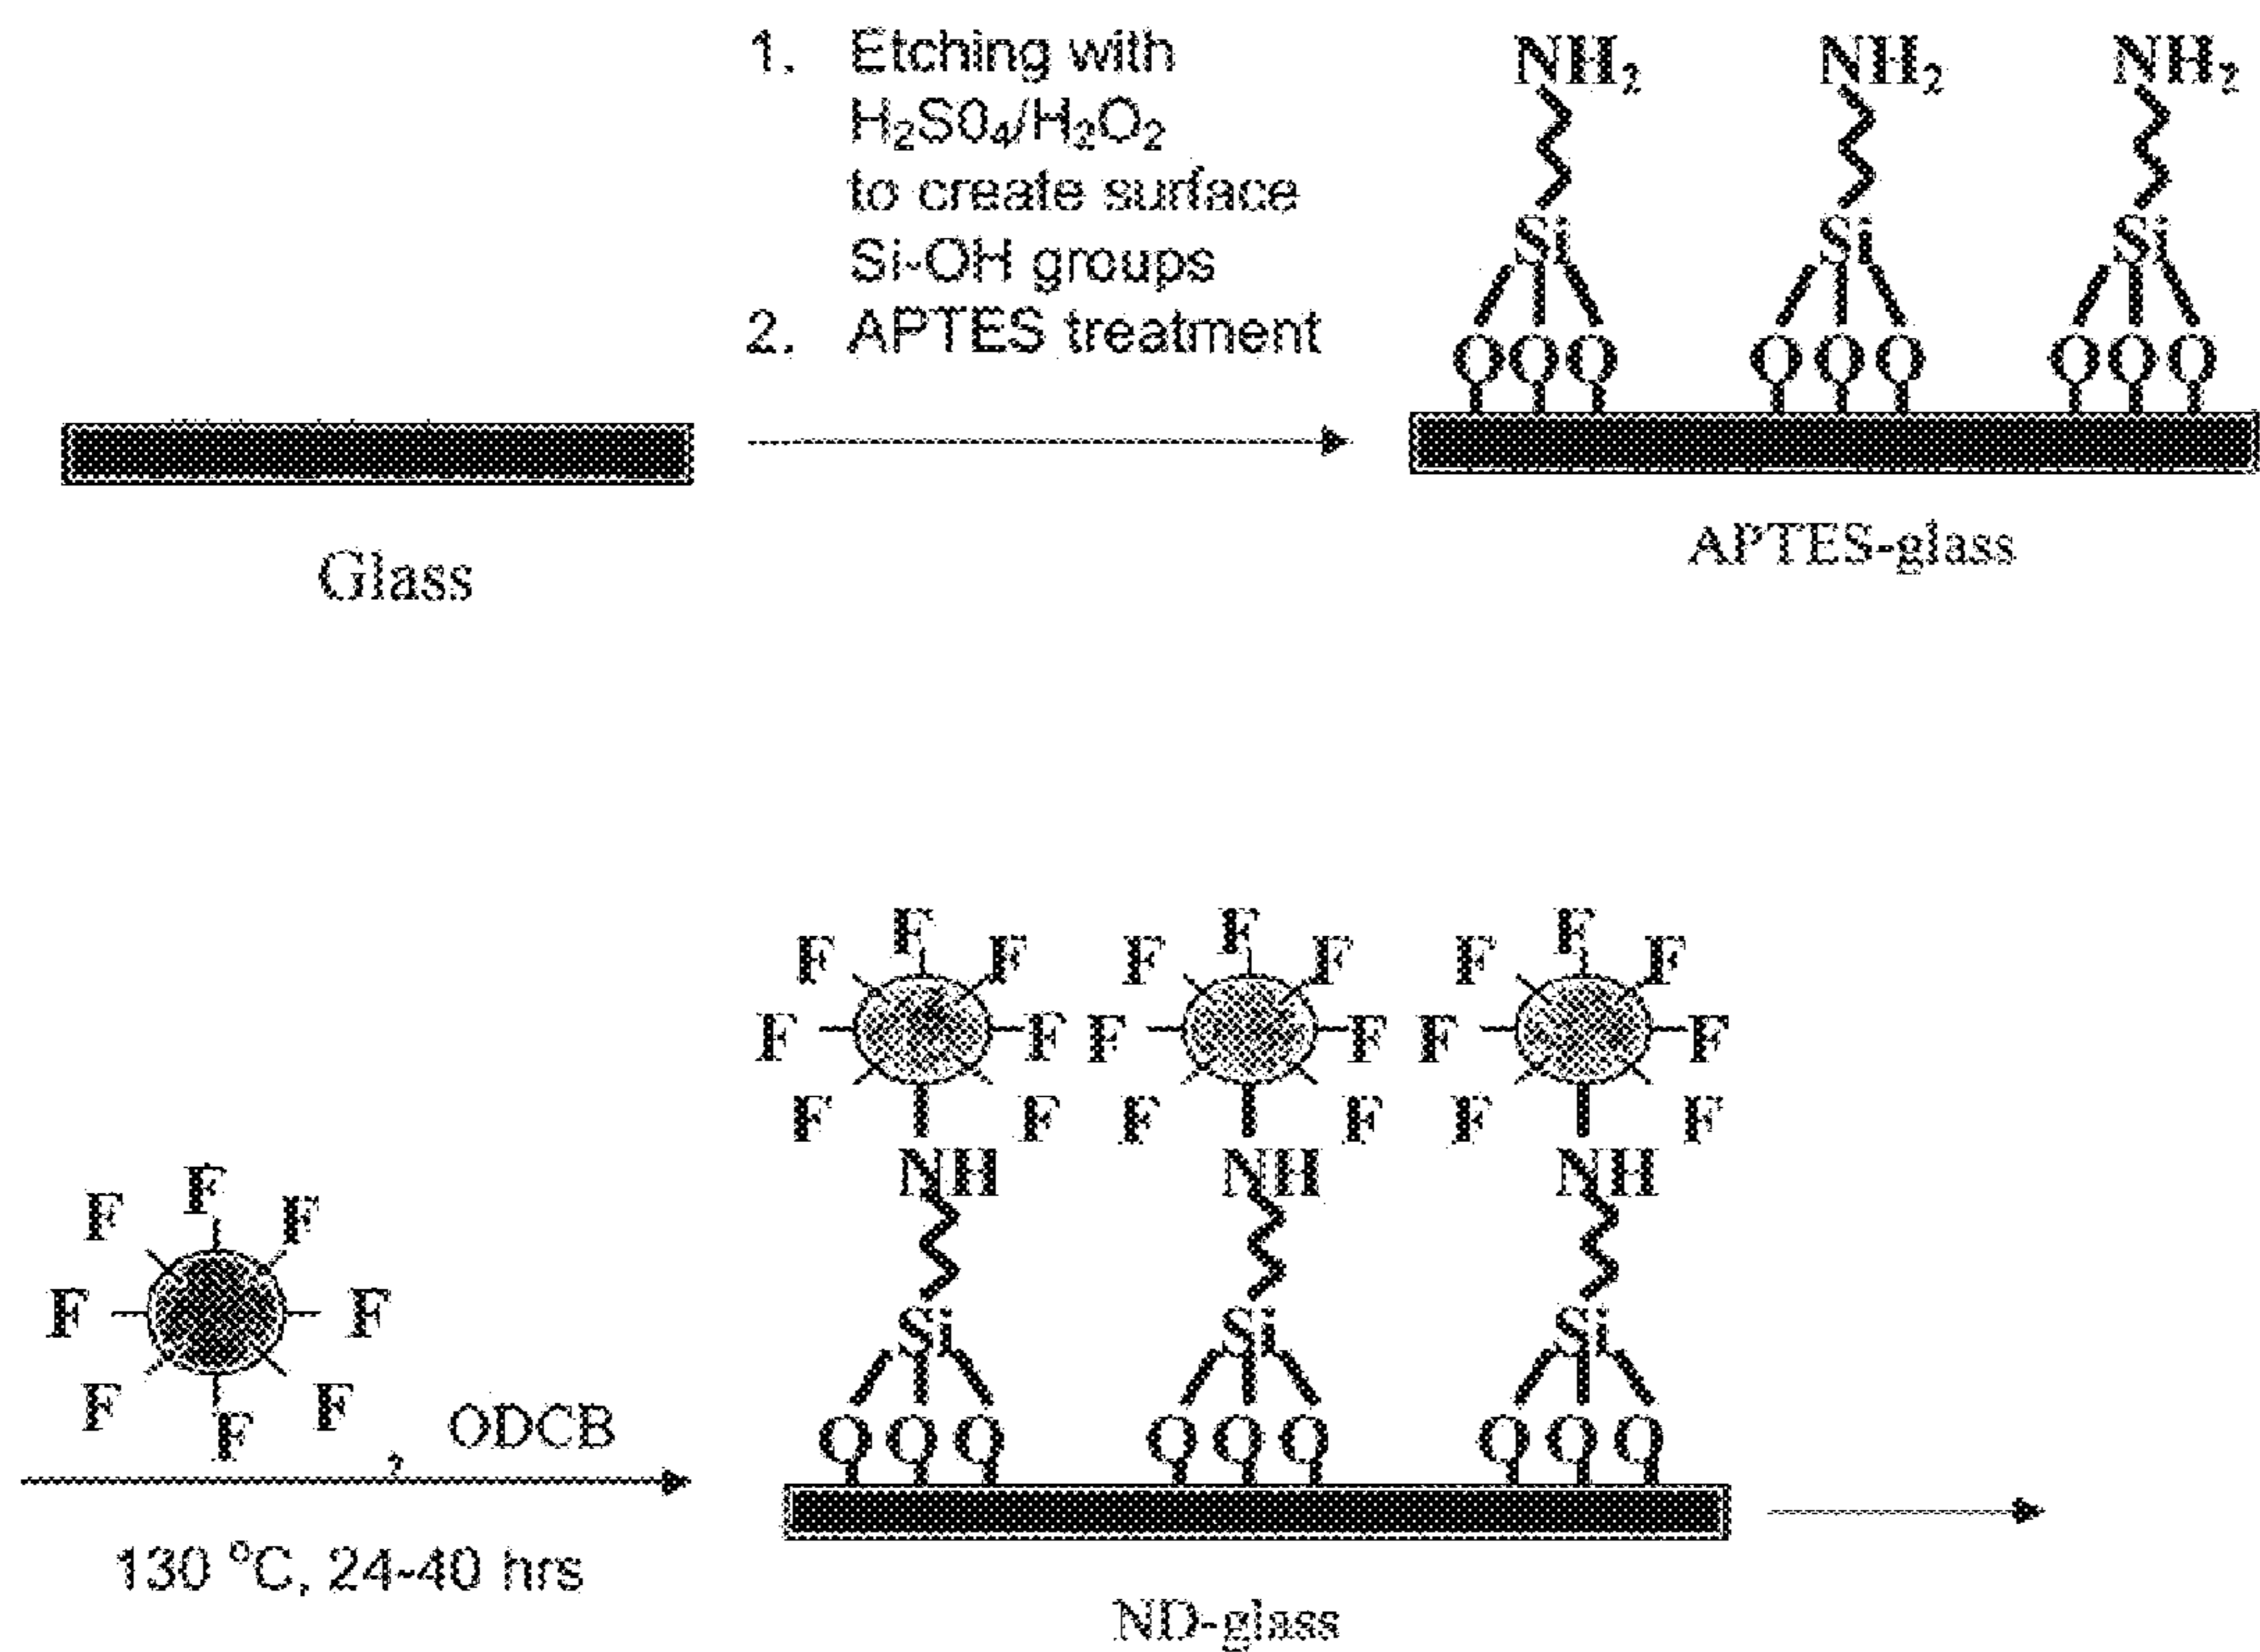 1. Etching with
H₂S0₄/H₂O₂
to create surface
Si-OH groups
2. APTES treatment
NH₂ NH₂ NH₂
Si Si Si
O O O O O O O O O
Glass
APTES-glass
F F F
F F F F F F
F F F F F F
F F F F F F
NH NH NH
Si Si Si
O O O O O O O O O
F
F F
F F
F F
F , ODCB
130 °C, 24-40 hrs
ND-glass